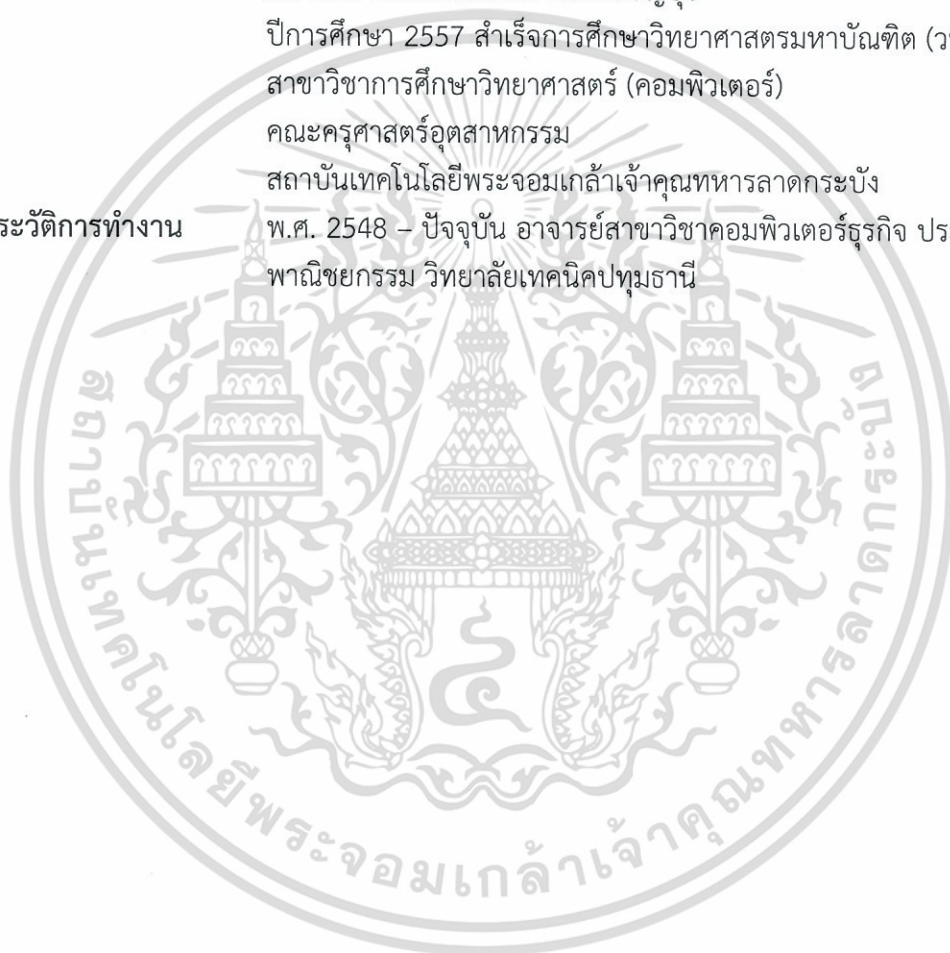 ปีการศึกษา 2557 สำเร็จการศึกษาวิทยาศาสตรมหาบัณฑิต
สาขาวิชาการศึกษาวิทยาศาสตร์ (คอมพิวเตอร์)
คณะครุศาสตร์อุตสาหกรรม
สถาบันเทคโนโลยีพระจอมเกล้าเจ้าคุณทหารลาดกระบัง
ระวัติการทำงาน พ.ศ. 2548 – ปัจจุบัน อาจารย์สาขาวิชาคอมพิวเตอร์ธุรกิจ
พาณิชยกรรม วิทยาลัยเทคนิคปทุมธานี
สถาบันเทคโนโลยีพระจอมเกล้าเจ้าคุณทหารลาดกระบัง